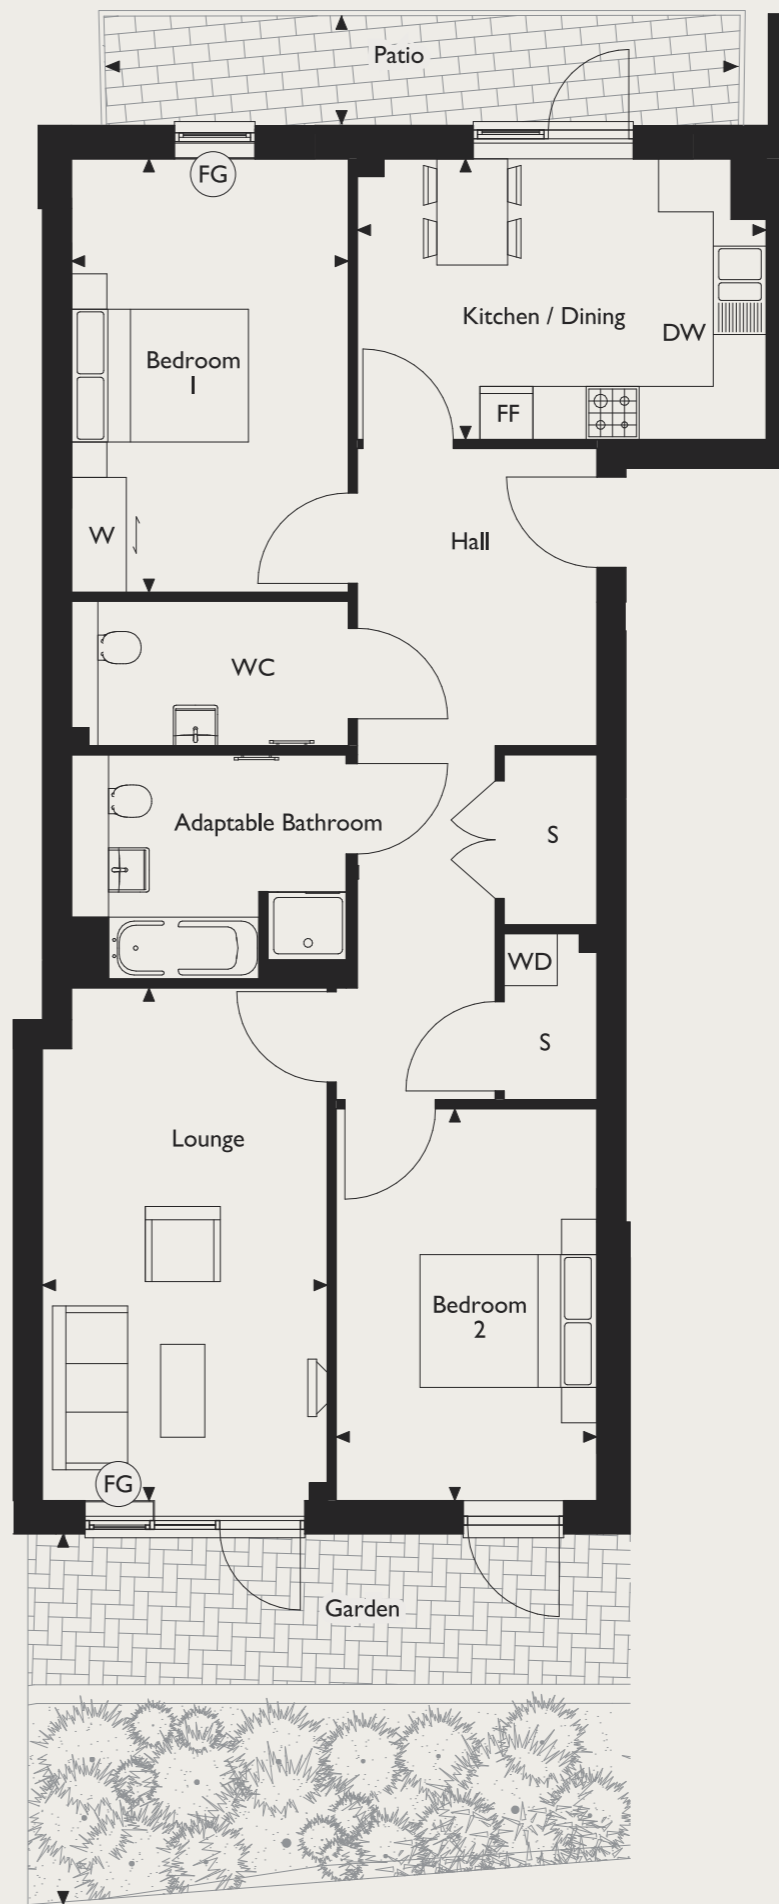 Patio
FG
Kitchen / Dining
DW
Bedroom
1
FF
W
Hall
WC
Adaptable Bathroom
S
WD
S
Lounge
Bedroom
2
FG
Garden